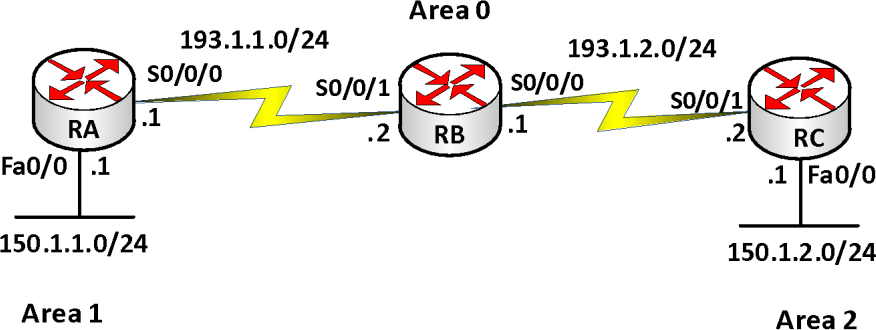 Area 0
193.1.1.0/24
193.1.2.0/24
S0/0/0
S0/0/1
S0/0/0
S0/0/1
.1
.2
.1
.2
RA
RB
RC
Fa0/0
.1
.1
Fa0/0
150.1.1.0/24
150.1.2.0/24
Area 1
Area 2